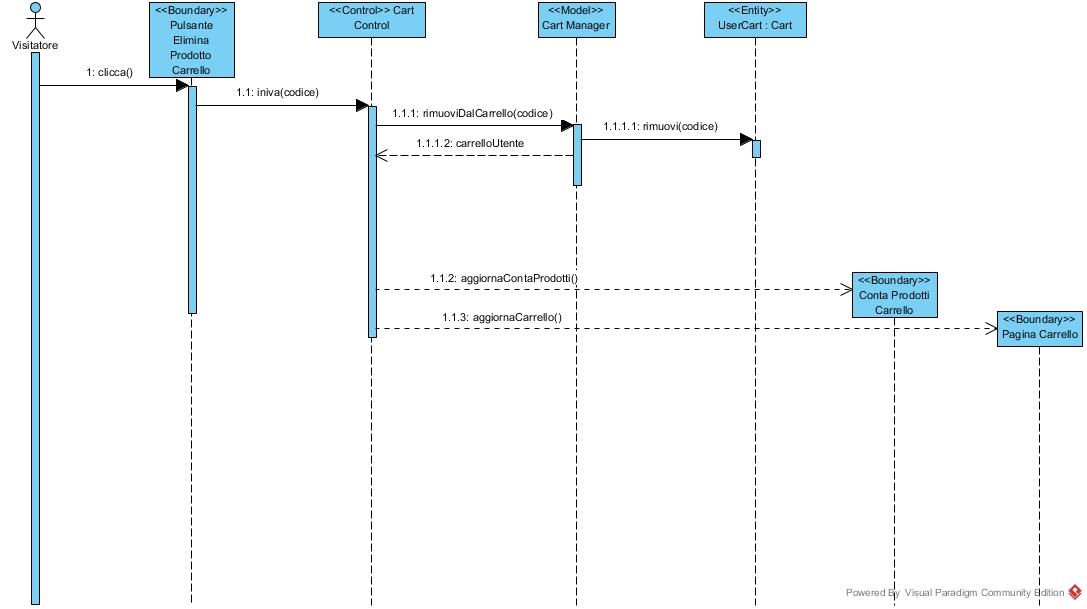 Visitatore
<<Boundary>>
Pulsante
Elimina
Prodotto
Carrello
<<Control>> Cart
Control
<<Model>>
Cart Manager
<<Entity>>
UserCart : Cart
1: clicca()
1.1: iniva(codice)
1.1.1: rimuoviDalCarrello(codice)
1.1.1.1: rimuovi(codice)
1.1.1.2: carrelloUtente
1.1.2: aggiornaContaProdotti()
<<Boundary>>
Conta Prodotti
Carrello
1.1.3: aggiornaCarrello()
<<Boundary>>
Pagina Carrello
Powered By Visual Paradigm Community Edition